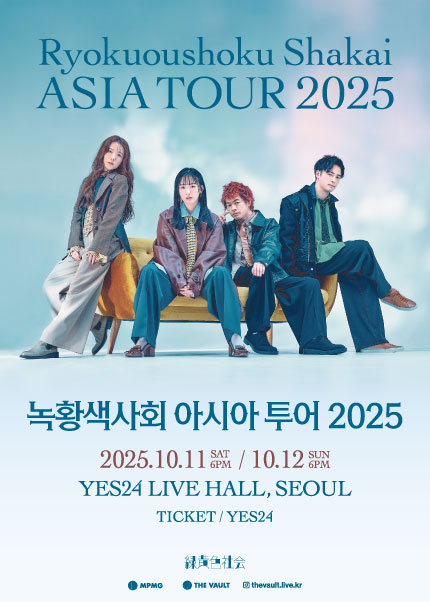 Ryokuoushoku Shakai
ASIA TOUR 2025
녹황색사회 아시아 투어 2025
2025.10.11 SAT 6PM / 10.12 SUN 6PM
YES24 LIVE HALL, SEOUL
TICKET / YES24
緑黄色社会
MPMG THE VAULT thevault.live.kr